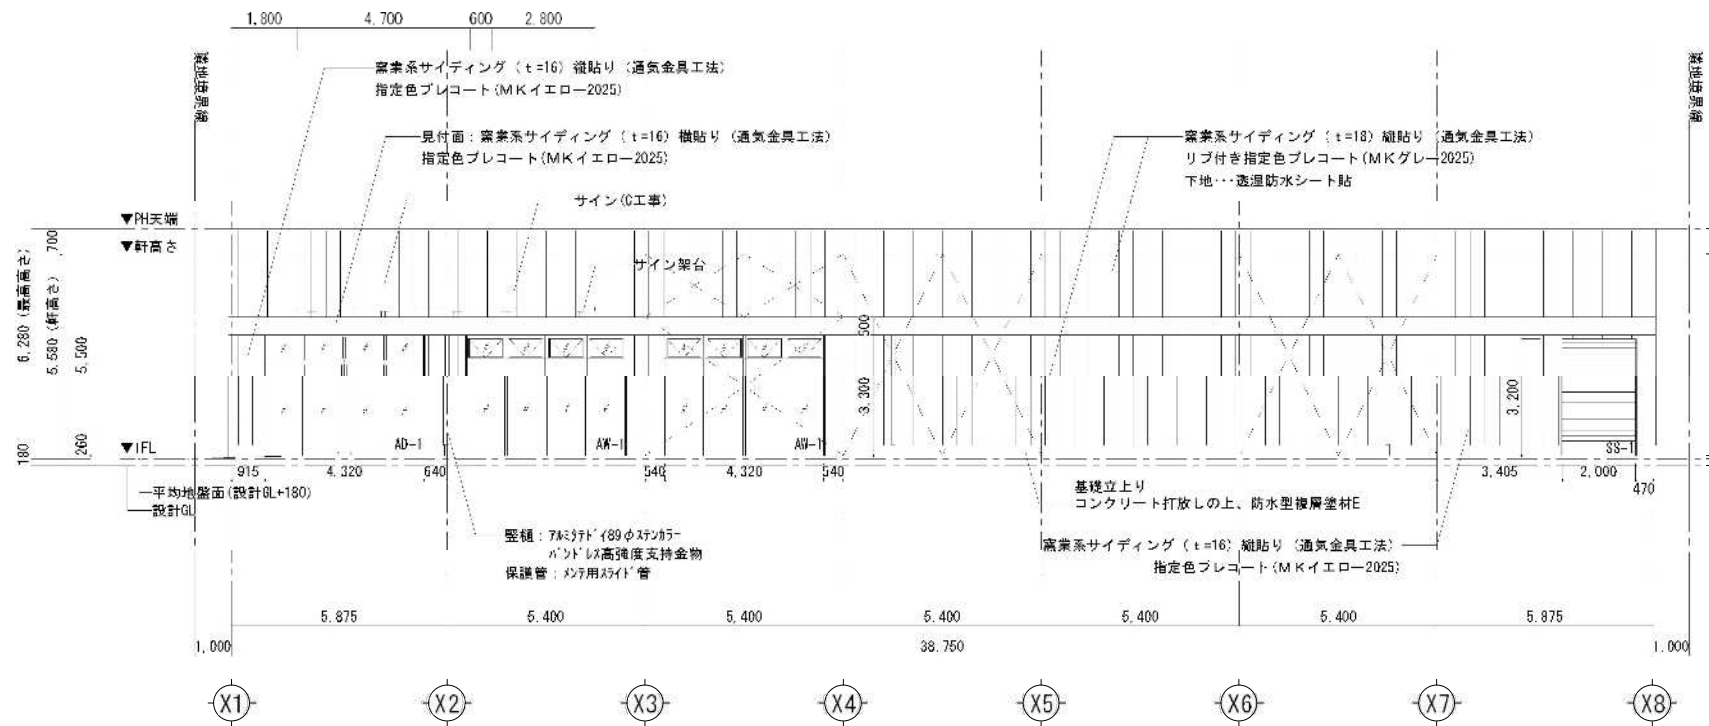 1,800 4,700 600 2,800
隣地境界線
隣地境界線
窯業系サイディング（t=16）縦貼り（通気金具工法）
指定色プレコート(MKイエロー2025)
見付面：窯業系サイディング（t=16）横貼り（通気金具工法）
指定色プレコート(MKイエロー2025)
窯業系サイディング（t=18）縦貼り（通気金具工法）
リブ付き指定色プレコート(MKグレー2025)
下地･･･透湿防水シート貼
サイン(C工事)
サイン架台
▼PH天端
▼軒高さ
6,280（最高高さ）
5,580（軒高さ）
700
5,500
180
260
▼1FL
500
3,300
3,200
AD-1
AW-1
AW-1
SS-1
915 4,320 640 540 4,320 540 3,405 2,000 470
平均地盤面(設計GL+180)
設計GL
基礎立上り
コンクリート打放しの上、防水型複層塗材E
竪樋：ｱﾙﾐﾀﾃﾄﾞｲ89φｽﾃﾝｶﾗｰ
ﾊﾞﾝﾄﾞﾚｽ高強度支持金物
保護管：ﾒﾝﾃ用ｽﾗｲﾄﾞ管
窯業系サイディング（t=16）縦貼り（通気金具工法）
指定色プレコート(MKイエロー2025)
5,875 5,400 5,400 5,400 5,400 5,400 5,875
1,000 38,750 1,000
X1 X2 X3 X4 X5 X6 X7 X8